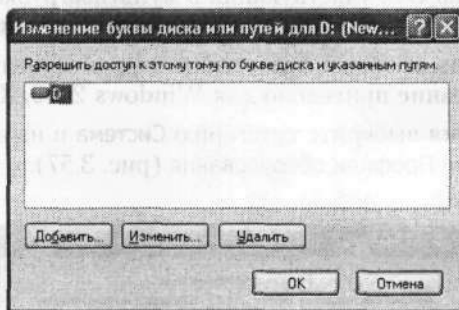 Изменение буквы диска или путей для D: (New...
Разрешить доступ к этому тому по букве диска и указанным путям.
D:
Добавить... Изменить... Удалить
OK Отмена